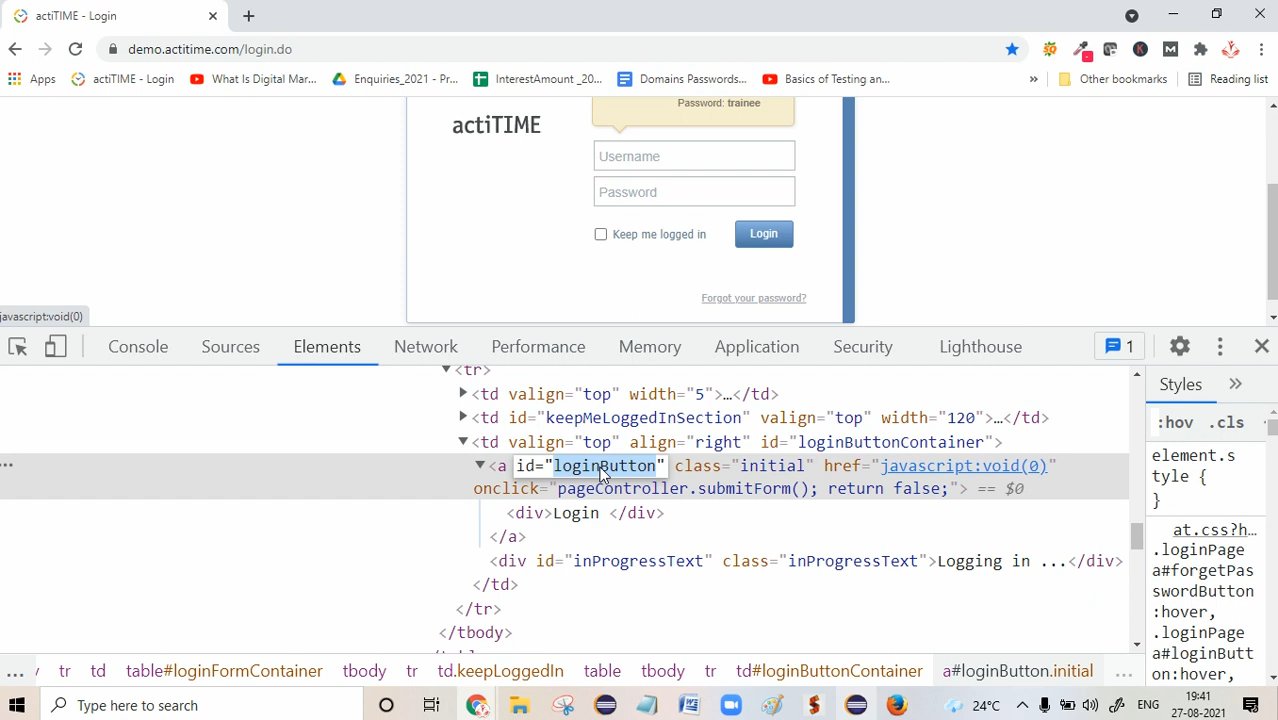 actiTIME - Login
demo.actitime.com/login.do
Apps actiTIME - Login What Is Digital Mar... Enquiries_2021 - Pr... InterestAmount _20... Domains Passwords... Basics of Testing an... » Other bookmarks Reading list
Password: trainee
actiTIME
Username
Password
Keep me logged in Login
Forgot your password?
javascript:void(0)
Console Sources Elements Network Performance Memory Application Security Lighthouse 1
<tr>
<td valign="top" width="5">…</td>
<td id="keepMeLoggedInSection" valign="top" width="120">…</td>
<td valign="top" align="right" id="loginButtonContainer">
<a id="loginButton" class="initial" href="javascript:void(0)"
onclick="pageController.submitForm(); return false;"> == $0
<div>Login </div>
</a>
<div id="inProgressText" class="inProgressText">Logging in ...</div>
</td>
</tr>
</tbody>
Styles »
:hov .cls
element.s
tyle {
}
at.css?h…
.loginPage
a#forgetPas
swordButton
:hover,
.loginPage
a#loginButt
on:hover,
... tr td table#loginFormContainer tbody tr td.keepLoggedIn table tbody tr td#loginButtonContainer a#loginButton.initial ...
Type here to search
24°C ENG 19:41
27-08-2021